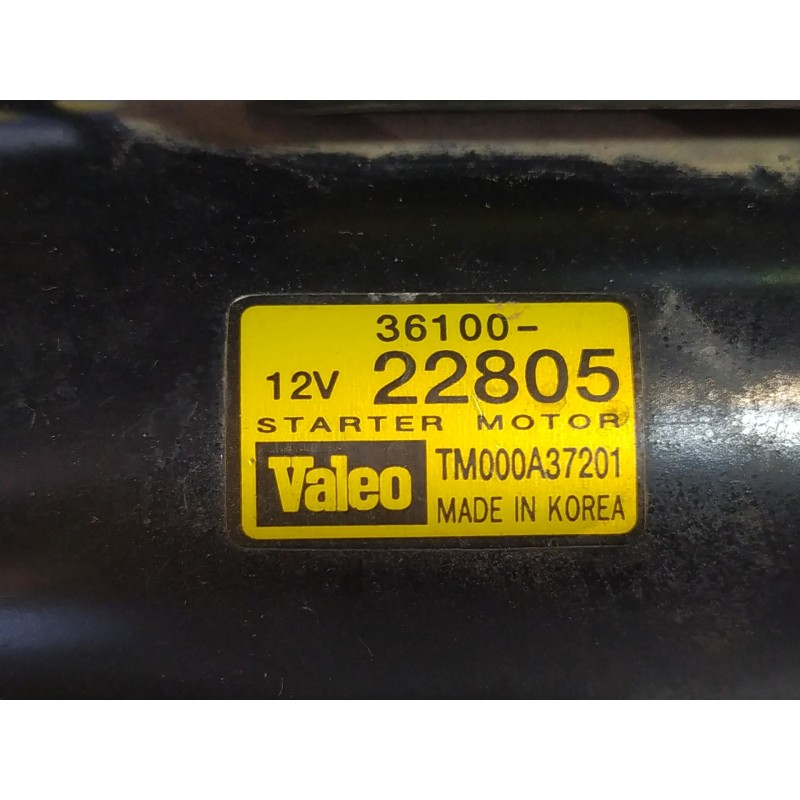 36100-
12V 22805
STARTER MOTOR
Valeo TM000A37201
MADE IN KOREA